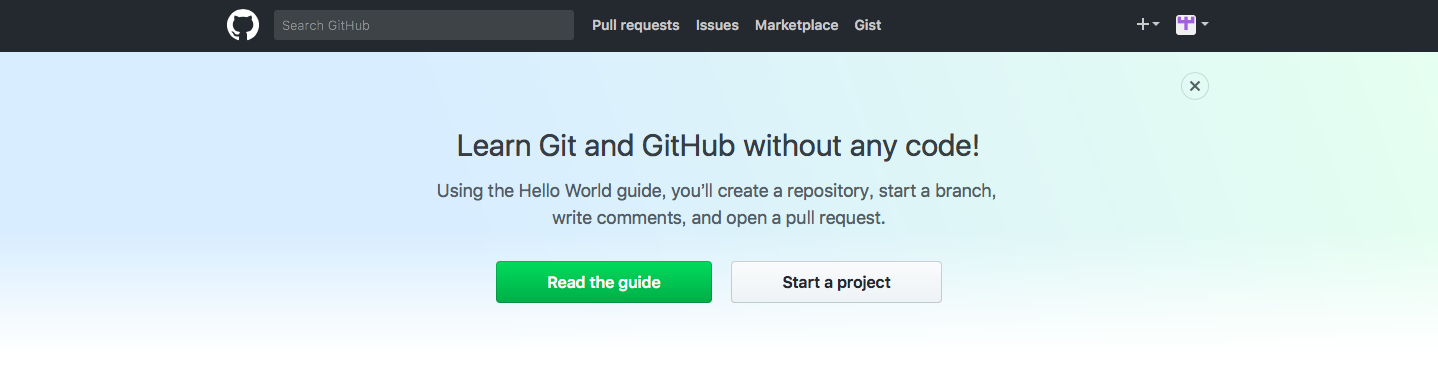 Search GitHub Pull requests Issues Marketplace Gist
Learn Git and GitHub without any code!
Using the Hello World guide, you’ll create a repository, start a branch,
write comments, and open a pull request.
Read the guide Start a project